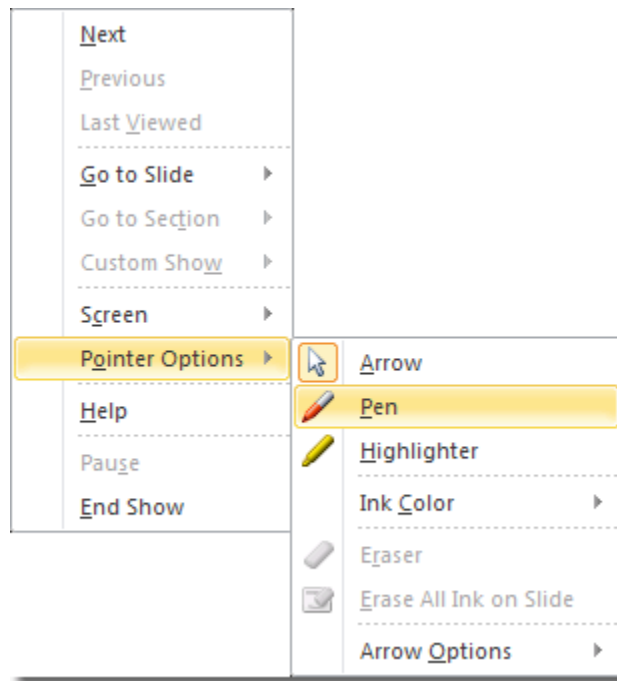 Next
Previous
Last Viewed
Go to Slide
Go to Section
Custom Show
Screen
Pointer Options
Help
Pause
End Show
Arrow
Pen
Highlighter
Ink Color
Eraser
Erase All Ink on Slide
Arrow Options